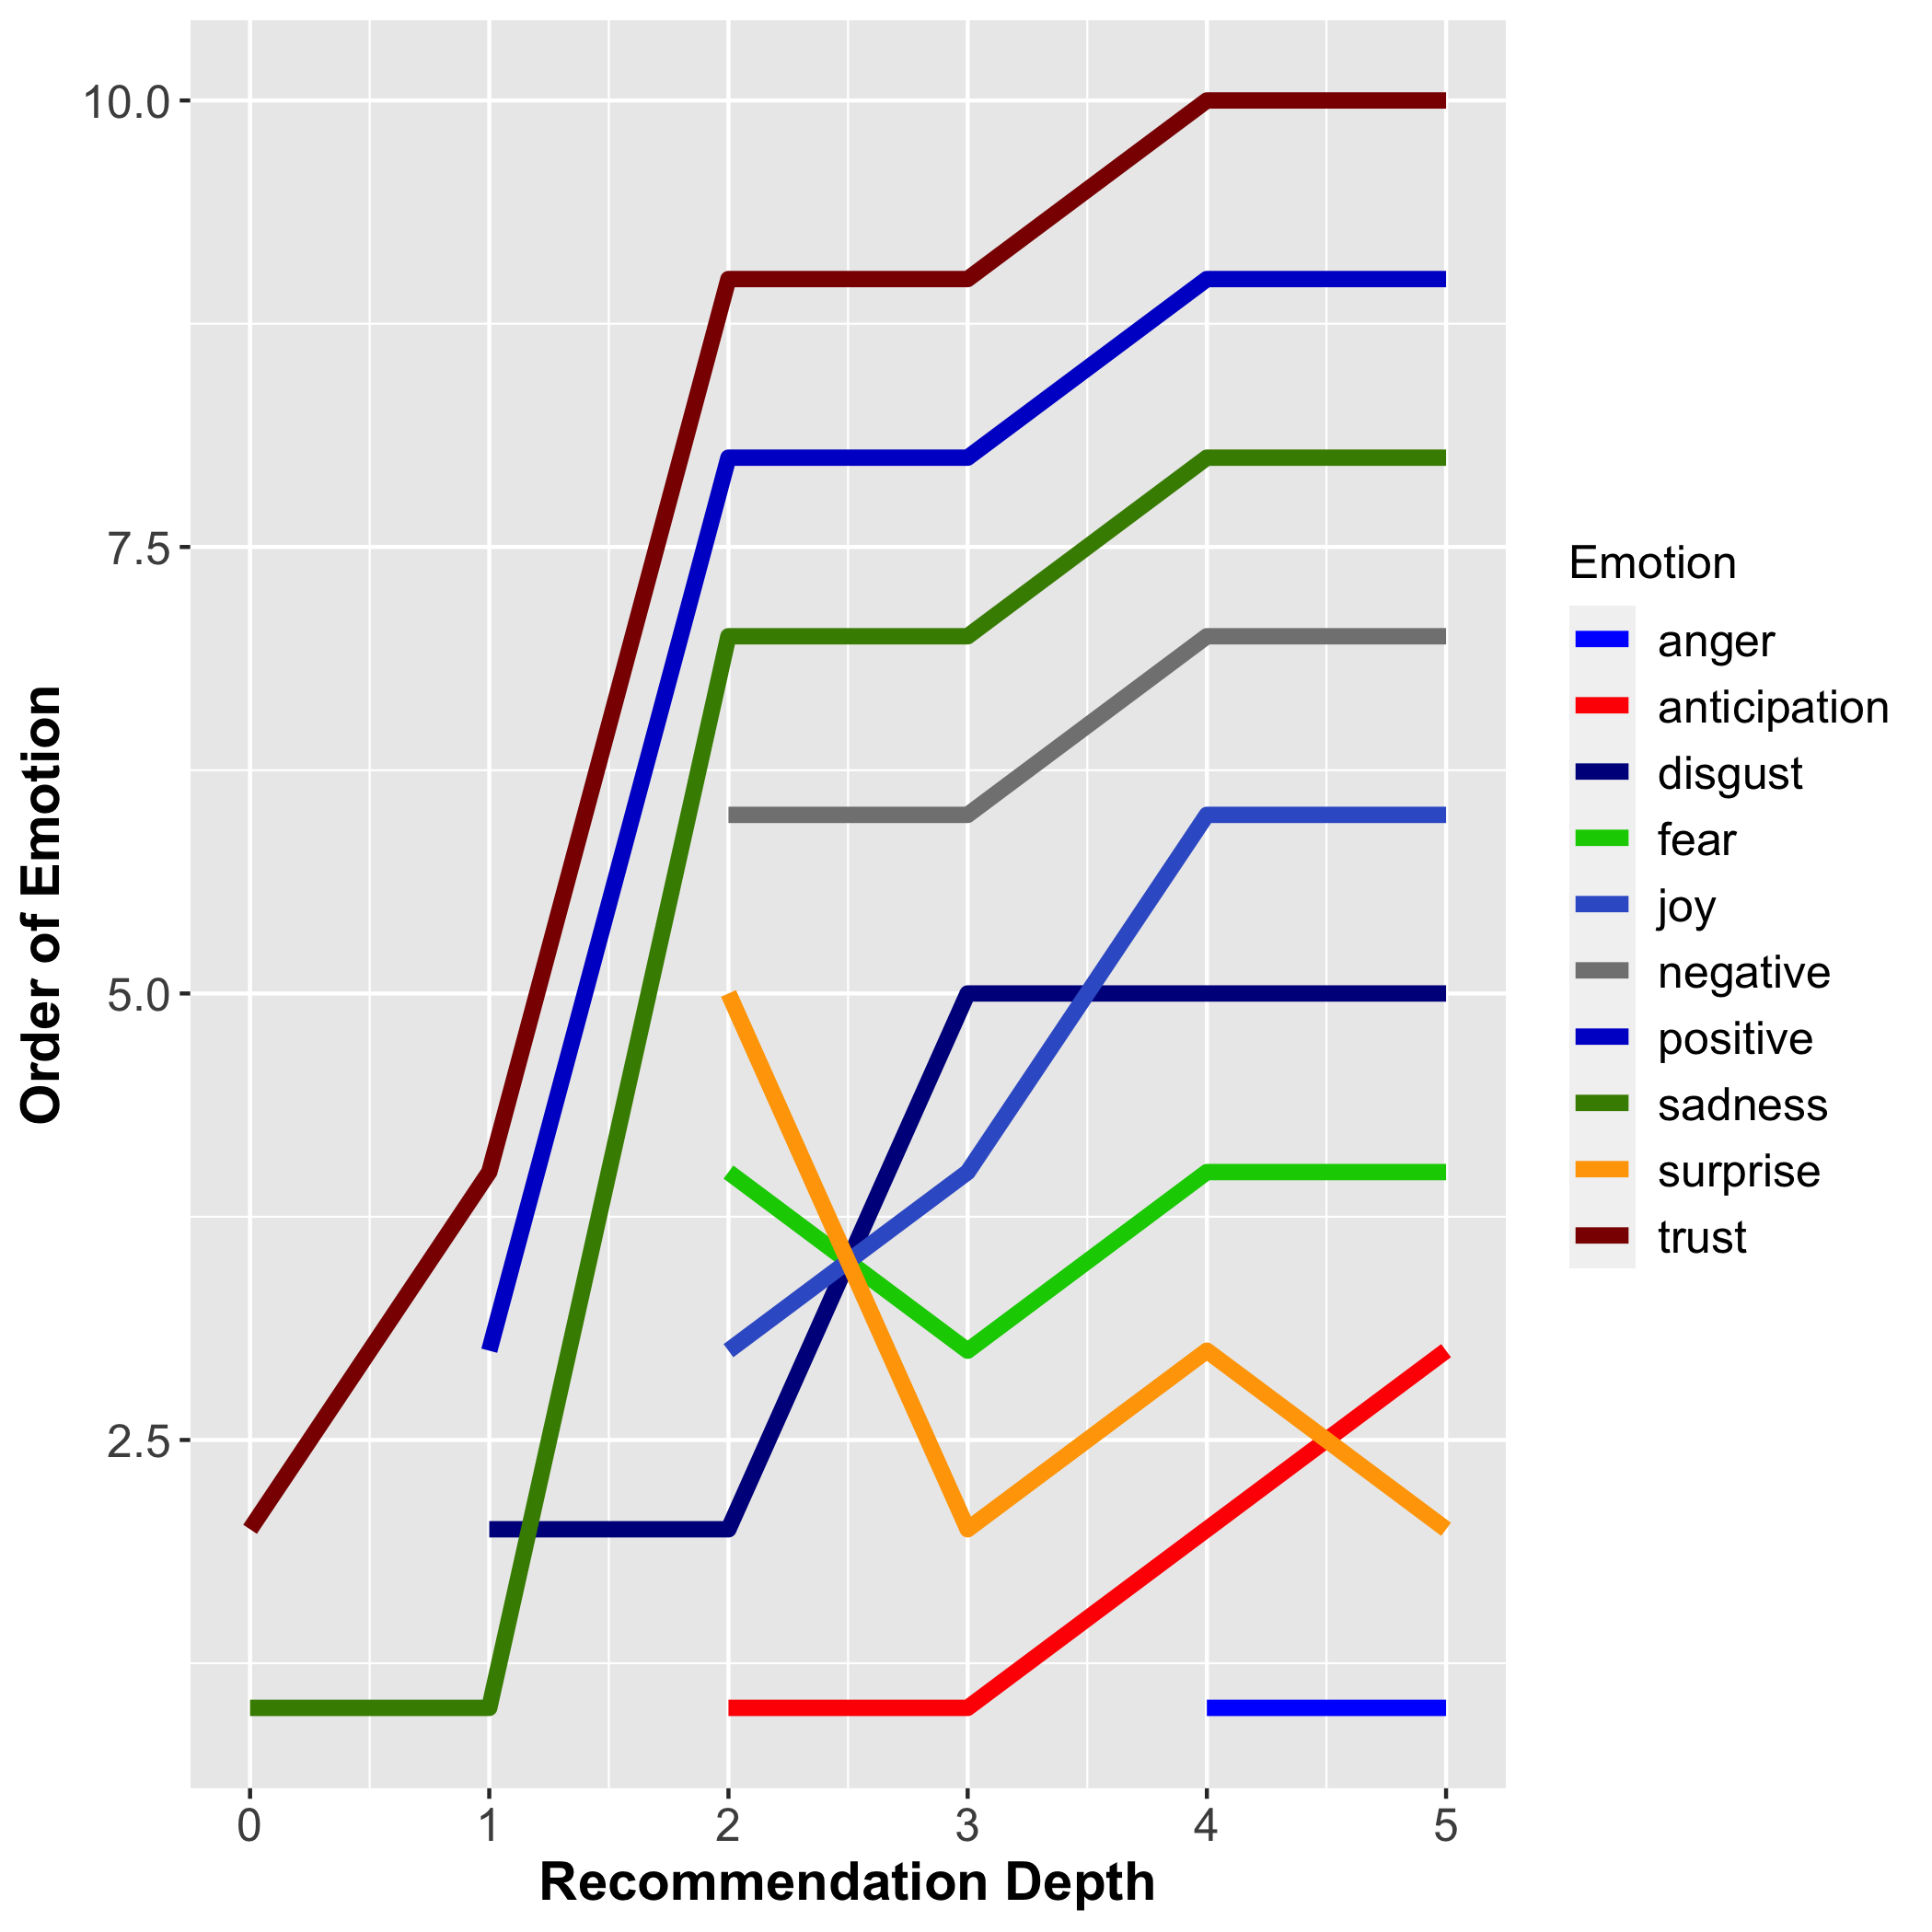 10.0
7.5
5.0
2.5
Order of Emotion
0 1 2 3 4 5
Recommendation Depth
Emotion
anger
anticipation
disgust
fear
joy
negative
positive
sadness
surprise
trust